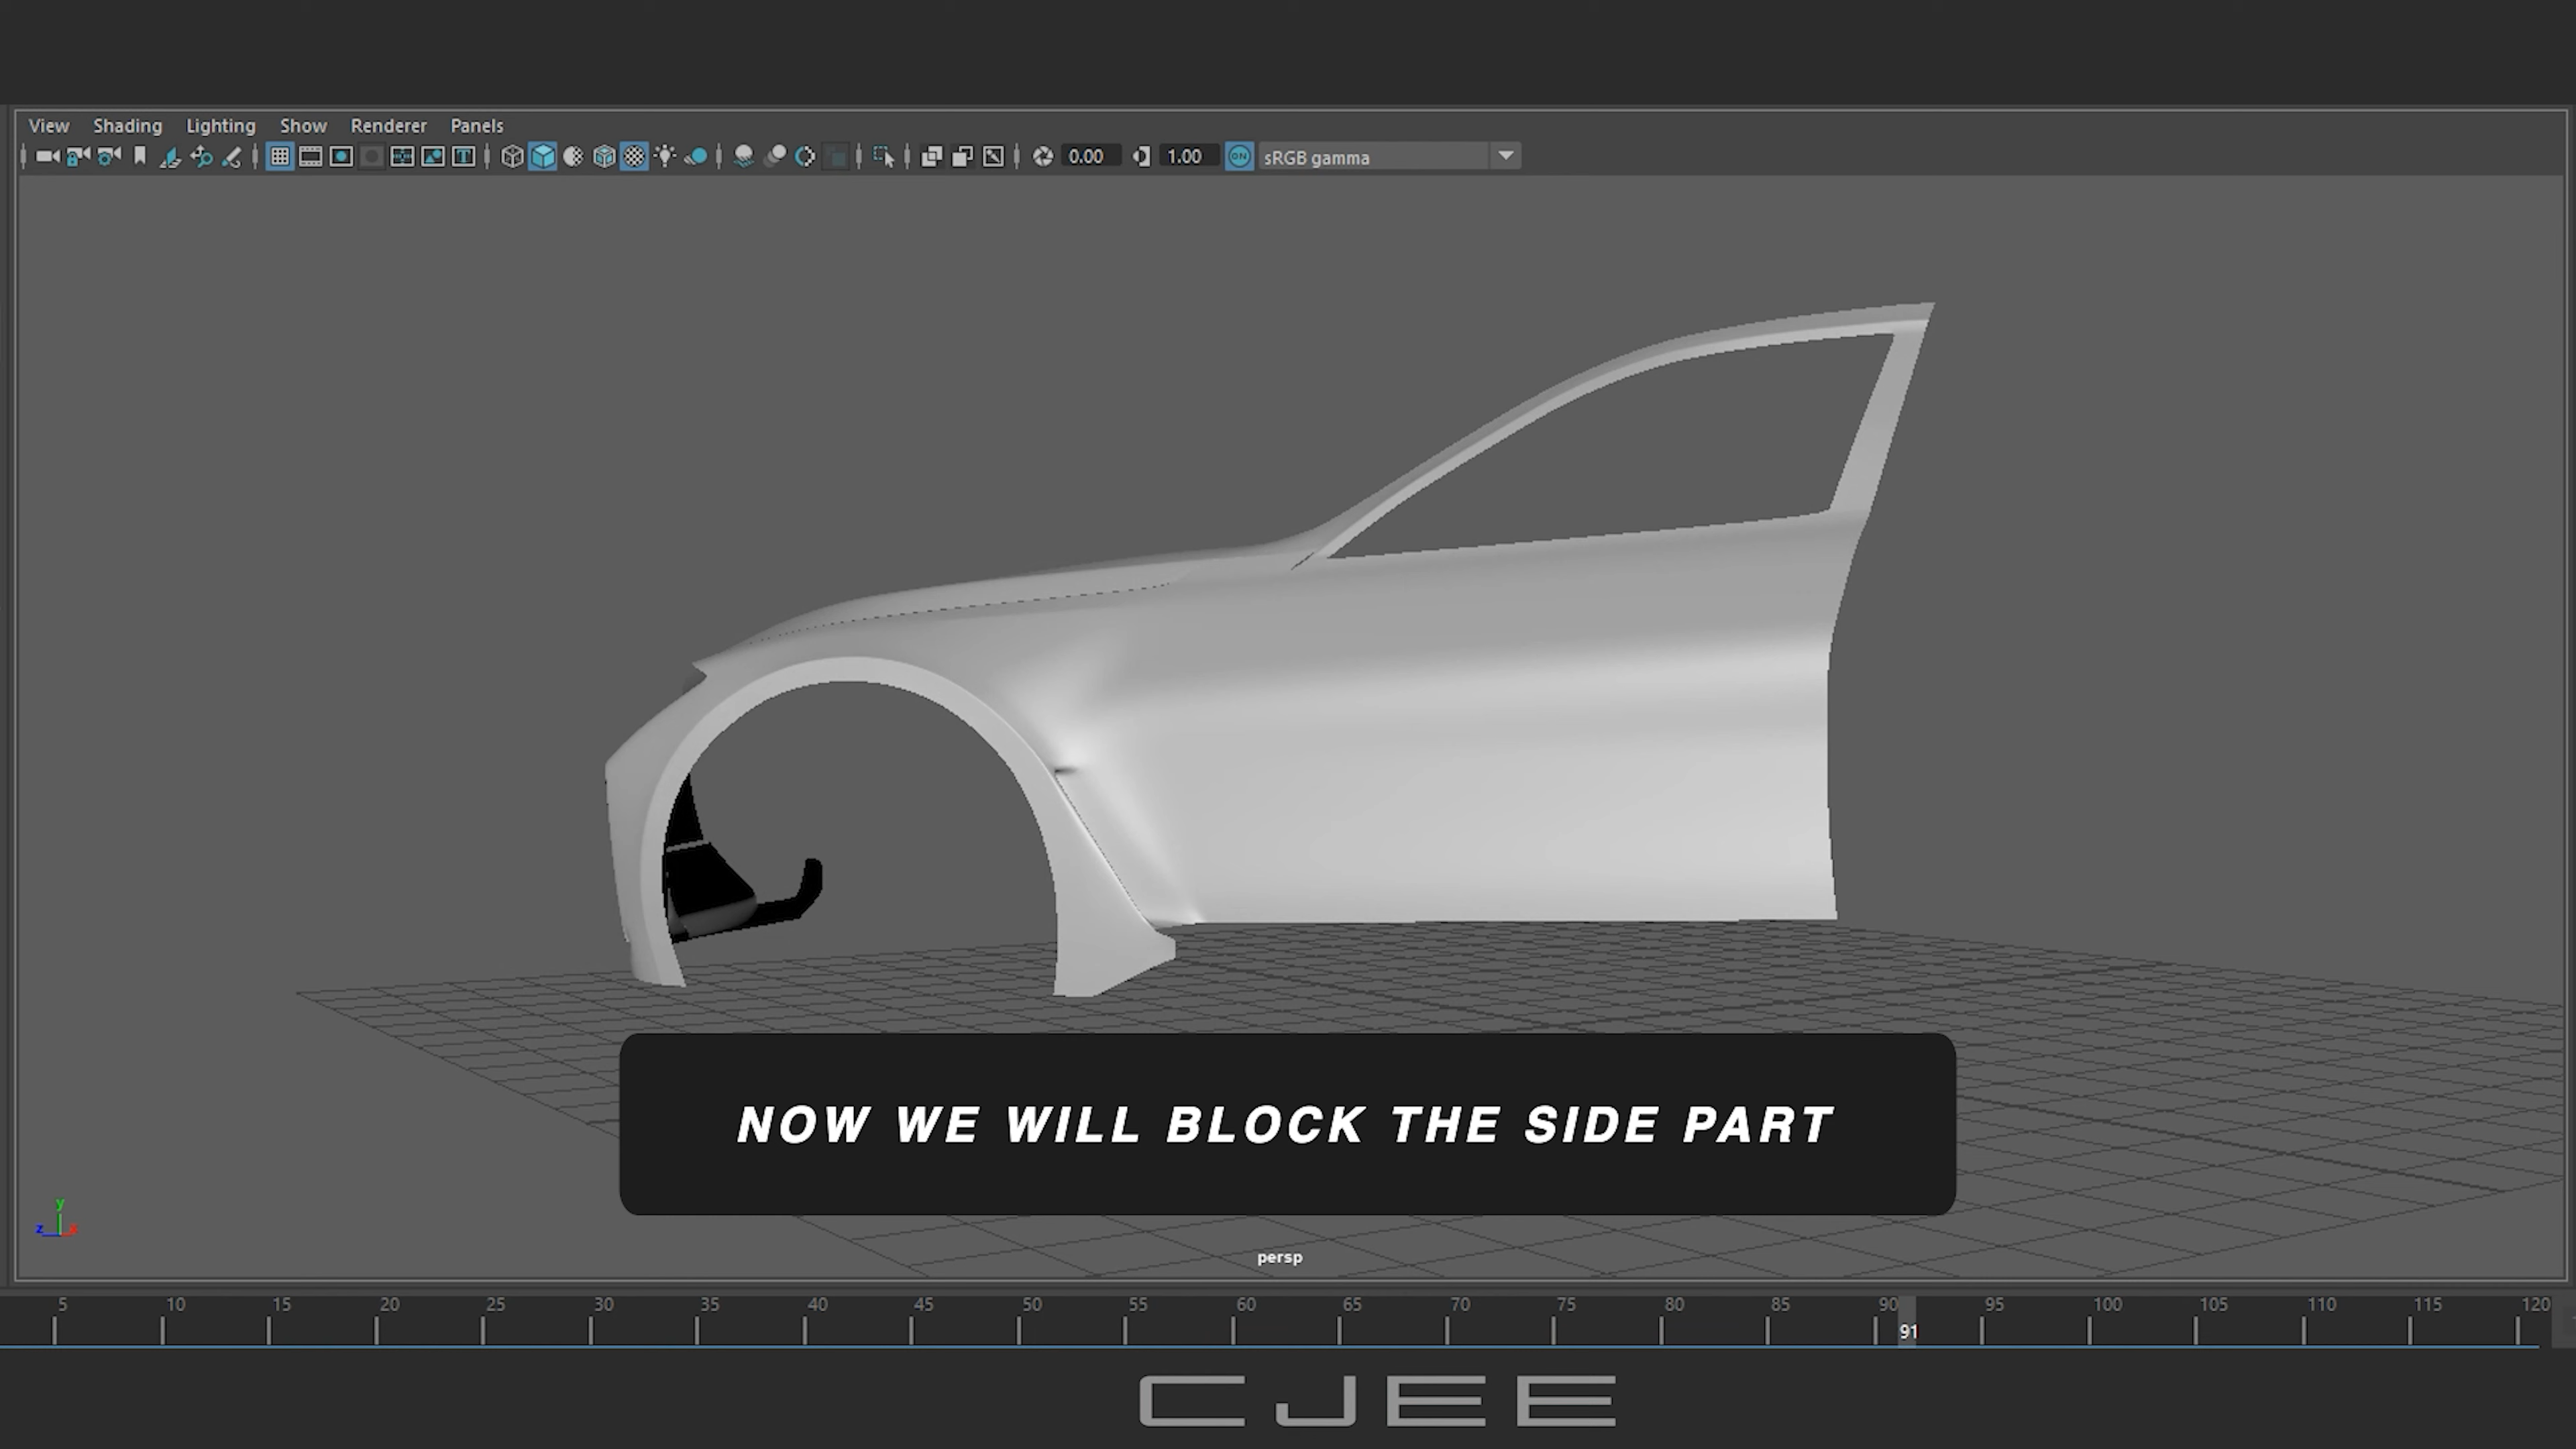 View Shading Lighting Show Renderer Panels
0.00 1.00 ON sRGB gamma
NOW WE WILL BLOCK THE SIDE PART
y
z x
persp
5 10 15 20 25 30 35 40 45 50 55 60 65 70 75 80 85 90 95 100 105 110 115 120
91
CJEE